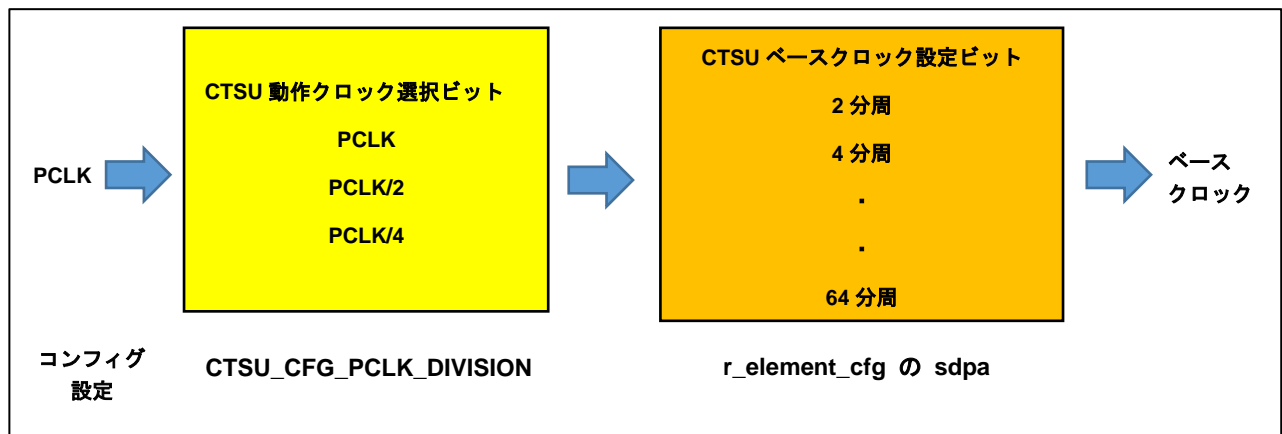 PCLK
CTSU 動作クロック選択ビット
PCLK
PCLK/2
PCLK/4
CTSU ベースクロック設定ビット
2 分周
4 分周
・
・
64 分周
ベース
クロック
コンフィグ
設定
CTSU_CFG_PCLK_DIVISION
r_element_cfg の sdpa